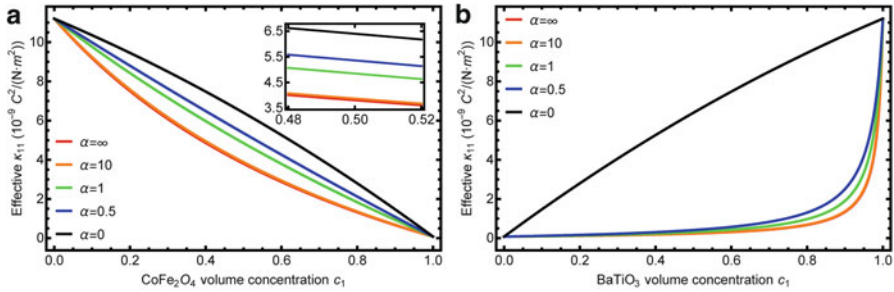 a
Effective κ11 (10⁻⁹ C²/(N·m²))
10
8
6
4
2
0
α=∞
α=10
α=1
α=0.5
α=0
6.5
5.5
4.5
3.5
0.48 0.50 0.52
0.0 0.2 0.4 0.6 0.8 1.0
CoFe₂O₄ volume concentration c₁
b
Effective κ11 (10⁻⁹ C²/(N·m²))
10
8
6
4
2
0
α=∞
α=10
α=1
α=0.5
α=0
0.0 0.2 0.4 0.6 0.8 1.0
BaTiO₃ volume concentration c₁